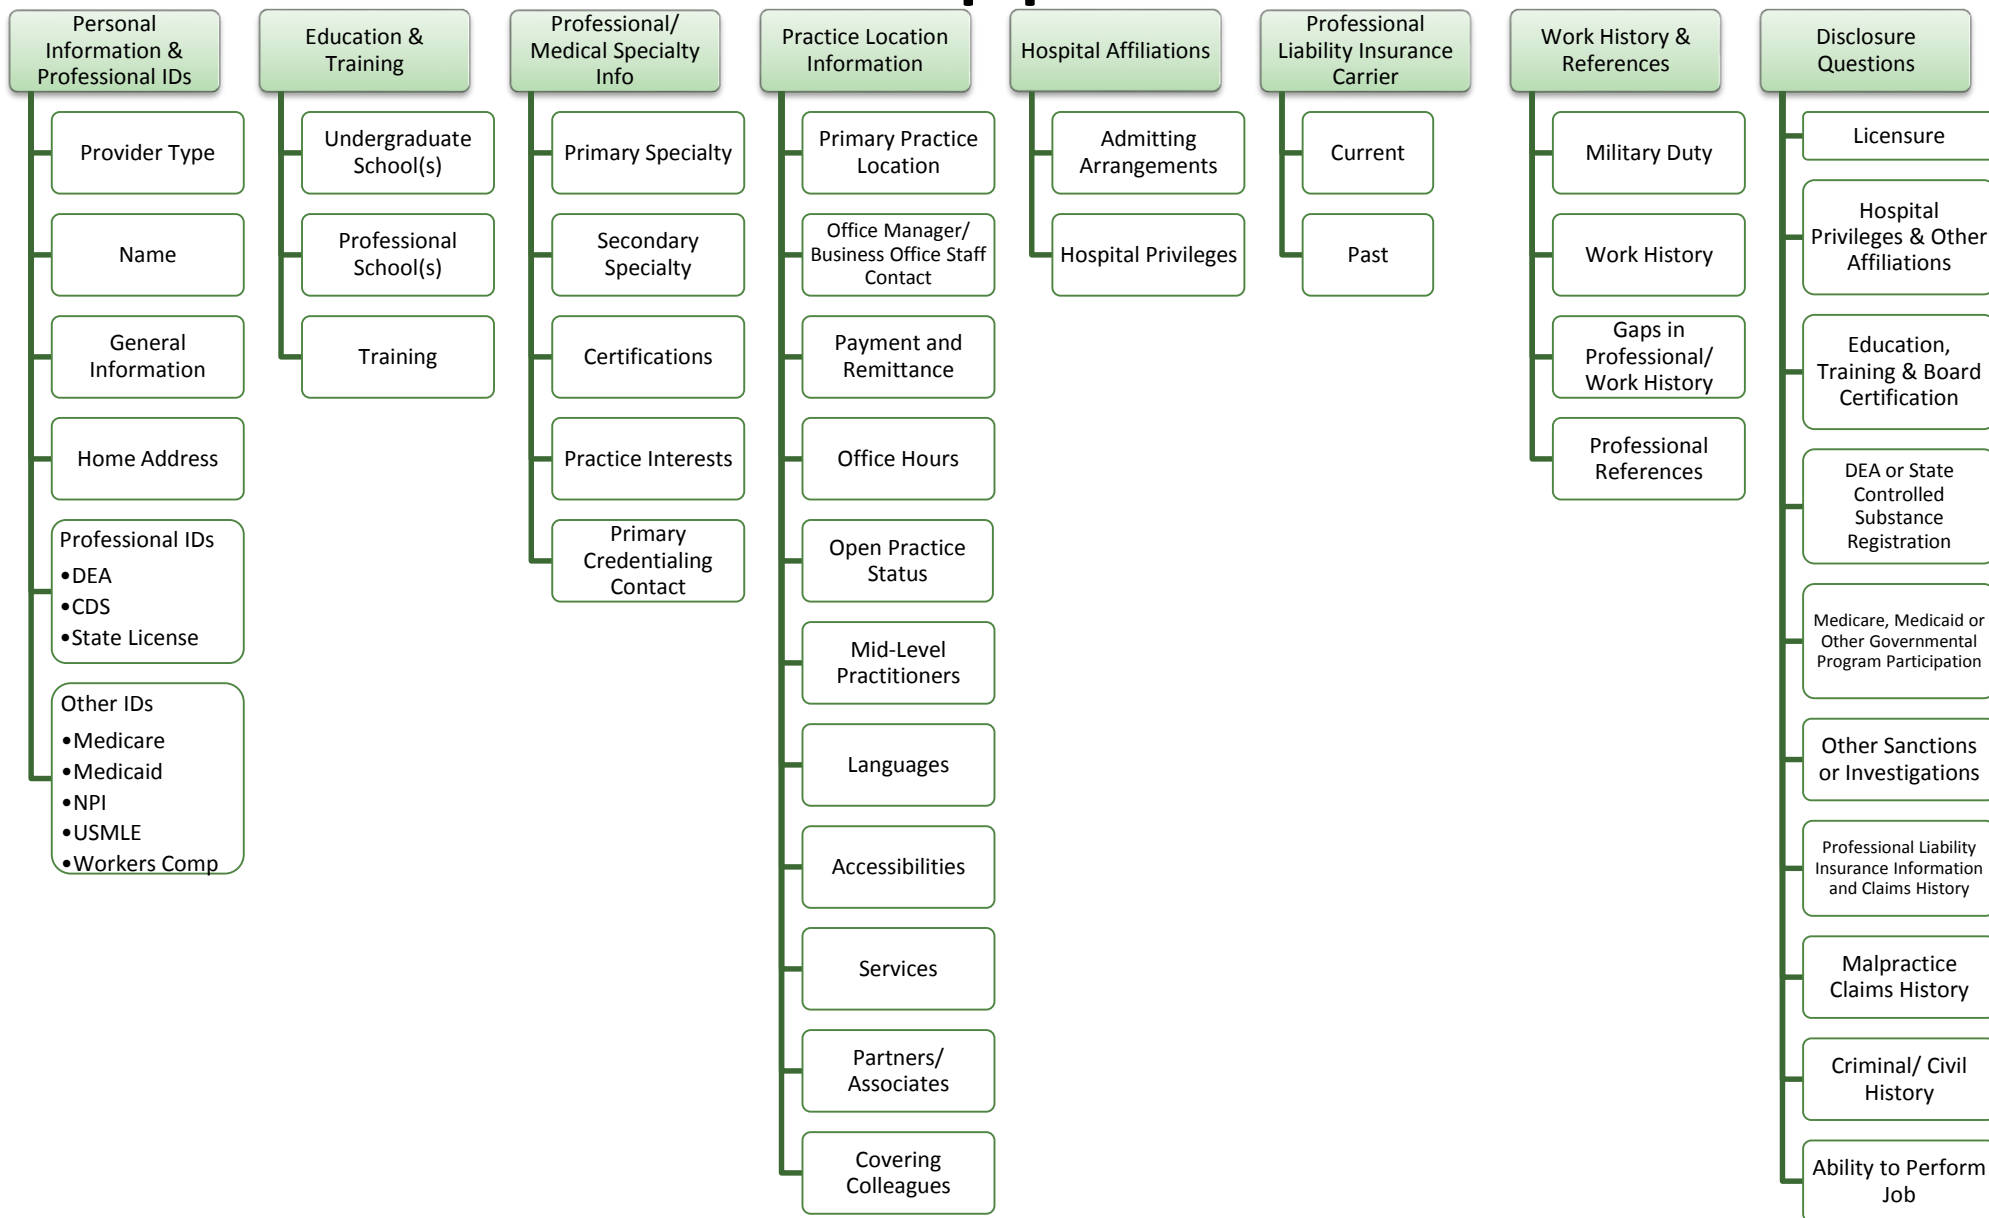 Personal
Information &
Professional IDs
Provider Type
Name
General
Information
Home Address
Professional IDs
•DEA
•CDS
•State License
Other IDs
•Medicare
•Medicaid
•NPI
•USMLE
•Workers Comp
Education &
Training
Undergraduate
School(s)
Professional
School(s)
Training
Professional/
Medical Specialty
Info
Primary Specialty
Secondary
Specialty
Certifications
Practice Interests
Primary
Credentialing
Contact
Practice Location
Information
Primary Practice
Location
Office Manager/
Business Office Staff
Contact
Payment and
Remittance
Office Hours
Open Practice
Status
Mid-Level
Practitioners
Languages
Accessibilities
Services
Partners/
Associates
Covering
Colleagues
Hospital Affiliations
Admitting
Arrangements
Hospital Privileges
Professional
Liability Insurance
Carrier
Current
Past
Work History &
References
Military Duty
Work History
Gaps in
Professional/
Work History
Professional
References
Disclosure
Questions
Licensure
Hospital
Privileges & Other
Affiliations
Education,
Training & Board
Certification
DEA or State
Controlled
Substance
Registration
Medicare, Medicaid or
Other Governmental
Program Participation
Other Sanctions
or Investigations
Professional Liability
Insurance Information
and Claims History
Malpractice
Claims History
Criminal/ Civil
History
Ability to Perform
Job